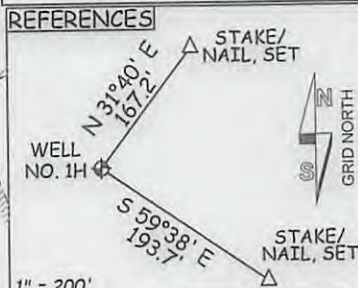 REFERENCES
STAKE/
NAIL, SET
N 31°40' E
167.2'
WELL
NO. 1H
N
S
GRID NORTH
S 59°38' E
193.7'
STAKE/
NAIL, SET
1" = 200'